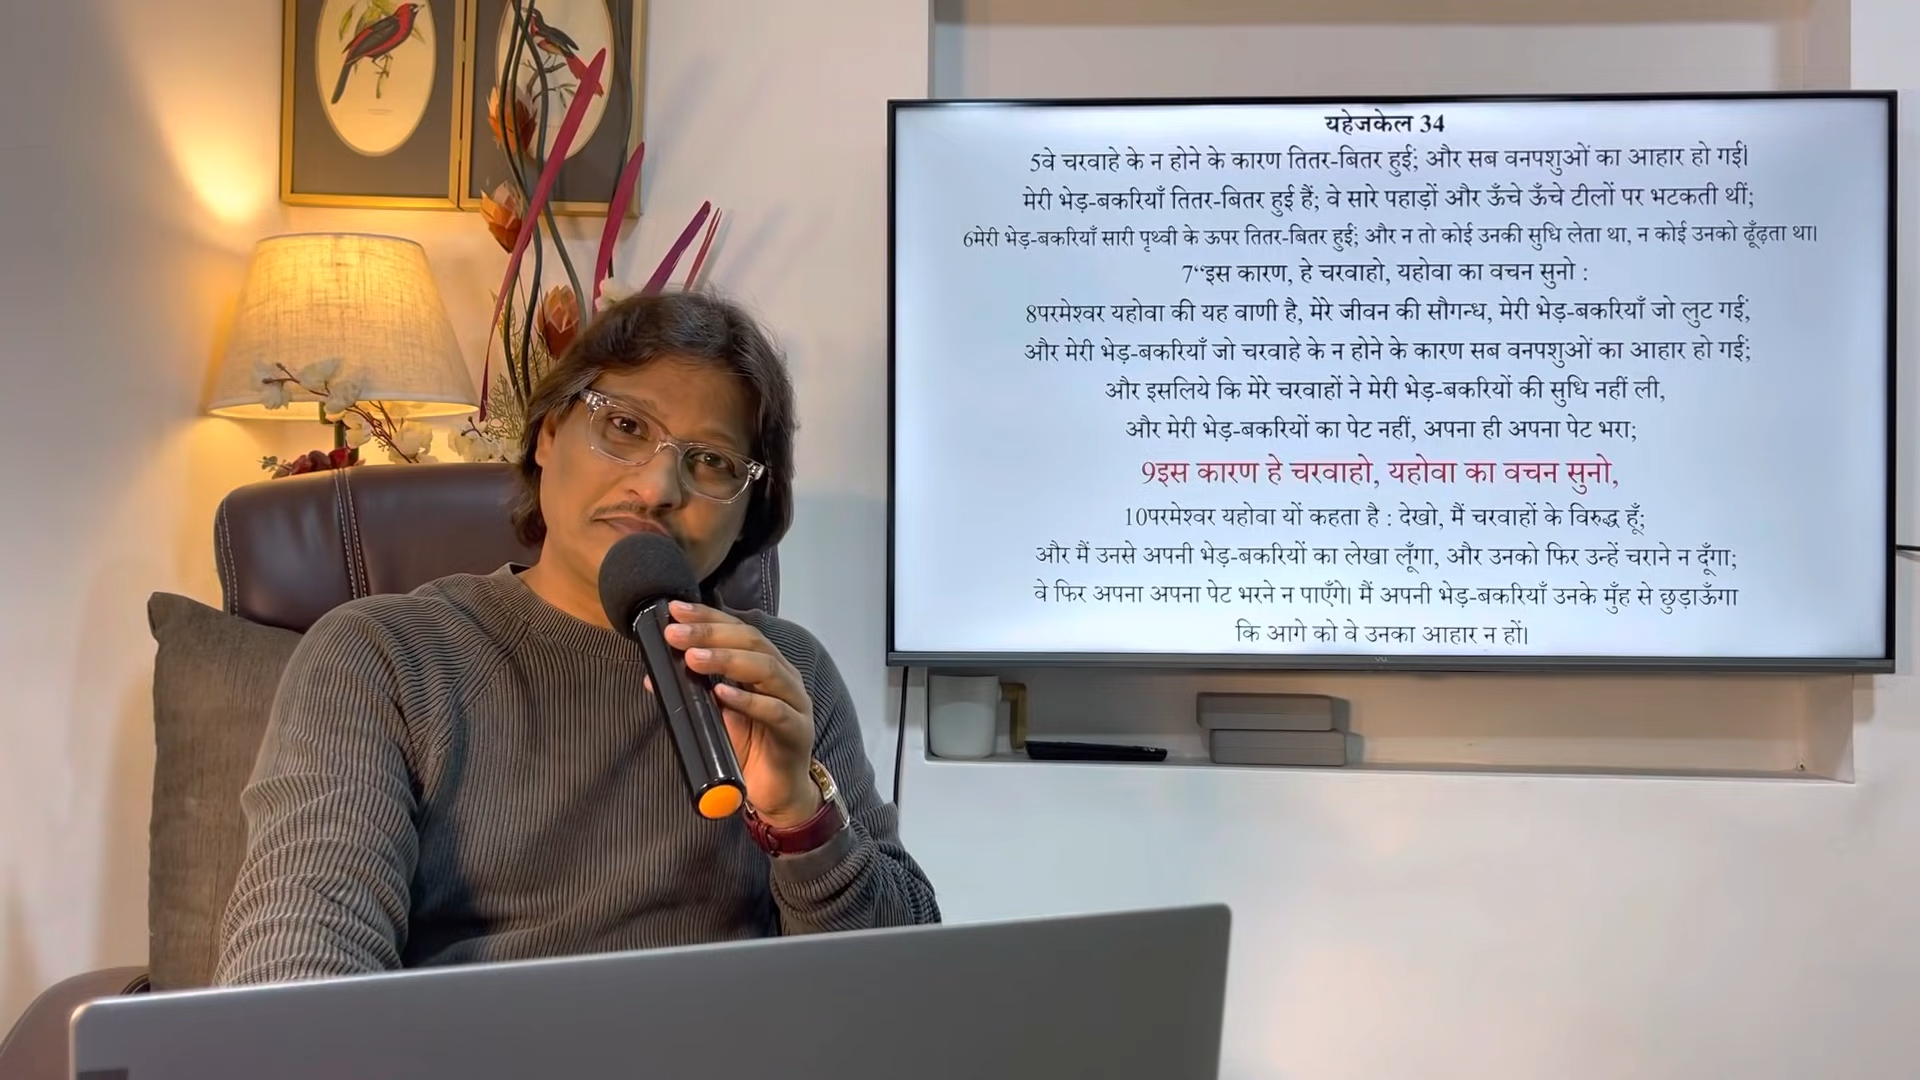 यहेजकेल 34
5वे चरवाहे के न होने के कारण तितर-बितर हुईं; और सब वनपशुओं का आहार हो गईं।
मेरी भेड़-बकरियाँ तितर-बितर हुई हैं; वे सारे पहाड़ों और ऊँचे ऊँचे टीलों पर भटकती थीं;
6मेरी भेड़-बकरियाँ सारी पृथ्वी के ऊपर तितर-बितर हुईं; और न तो कोई उनकी सुधि लेता था, न कोई उनको ढूँढ़ता था।
7“इस कारण, हे चरवाहो, यहोवा का वचन सुनो :
8परमेश्वर यहोवा की यह वाणी है, मेरे जीवन की सौगन्ध, मेरी भेड़-बकरियाँ जो लुट गईं,
और मेरी भेड़-बकरियाँ जो चरवाहे के न होने के कारण सब वनपशुओं का आहार हो गईं;
और इसलिये कि मेरे चरवाहों ने मेरी भेड़-बकरियों की सुधि नहीं ली,
और मेरी भेड़-बकरियों का पेट नहीं, अपना ही अपना पेट भरा;
9इस कारण हे चरवाहो, यहोवा का वचन सुनो,
10परमेश्वर यहोवा यों कहता है : देखो, मैं चरवाहों के विरुद्ध हूँ;
और मैं उनसे अपनी भेड़-बकरियों का लेखा लूँगा, और उनको फिर उन्हें चराने न दूँगा;
वे फिर अपना अपना पेट भरने न पाएँगे। मैं अपनी भेड़-बकरियाँ उनके मुँह से छुड़ाऊँगा
कि आगे को वे उनका आहार न हों।